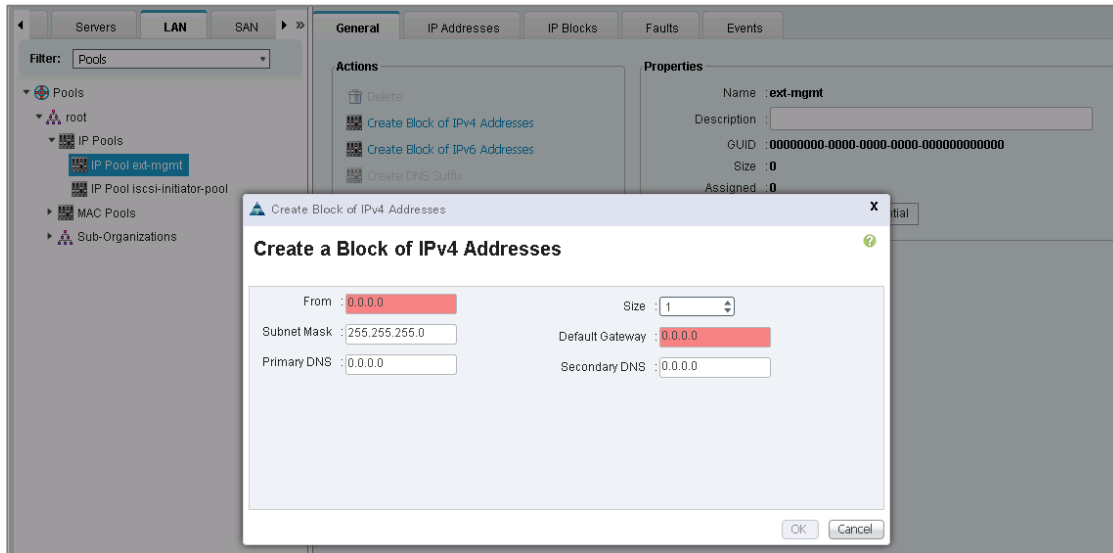 Servers LAN SAN
General IP Addresses IP Blocks Faults Events
Filter: Pools
Pools
root
IP Pools
IP Pool ext-mgmt
IP Pool iscsi-initiator-pool
MAC Pools
Sub-Organizations
Actions
Delete
Create Block of IPv4 Addresses
Create Block of IPv6 Addresses
Create DNS Suffix
Properties
Name : ext-mgmt
Description :
GUID : 00000000-0000-0000-0000-000000000000
Size : 0
Assigned : 0
tial
Create Block of IPv4 Addresses X
Create a Block of IPv4 Addresses ?
From : 0.0.0.0 Size : 1
Subnet Mask : 255.255.255.0 Default Gateway : 0.0.0.0
Primary DNS : 0.0.0.0 Secondary DNS : 0.0.0.0
OK Cancel